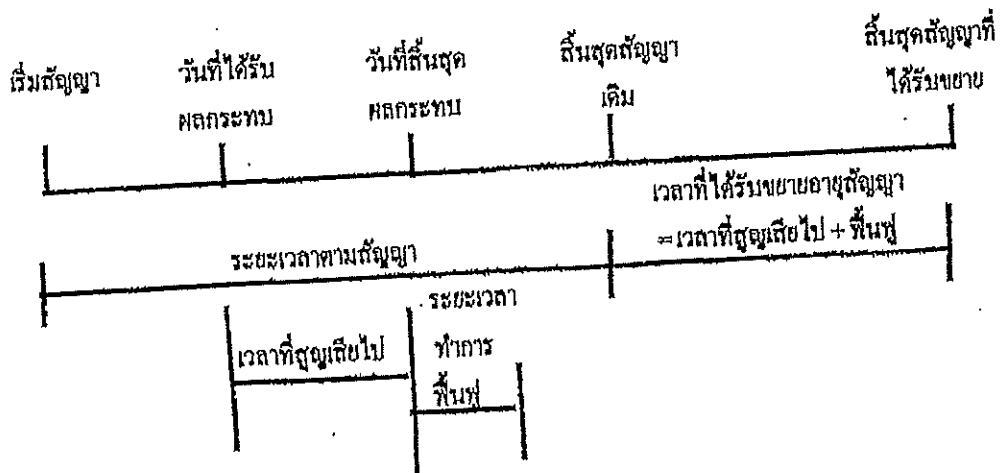 เริ่มสัญญา
วันที่ได้รับ
ผลกระทบ
วันที่สิ้นสุด
ผลกระทบ
สิ้นสุดสัญญา
เดิม
สิ้นสุดสัญญาที่
ได้รับขยาย
เวลาที่ได้รับขยายอายุสัญญา
=เวลาที่สูญเสียไป + ฟื้นฟู
ระยะเวลาตามสัญญา
เวลาที่สูญเสียไป
ระยะเวลา
ทำการ
ฟื้นฟู